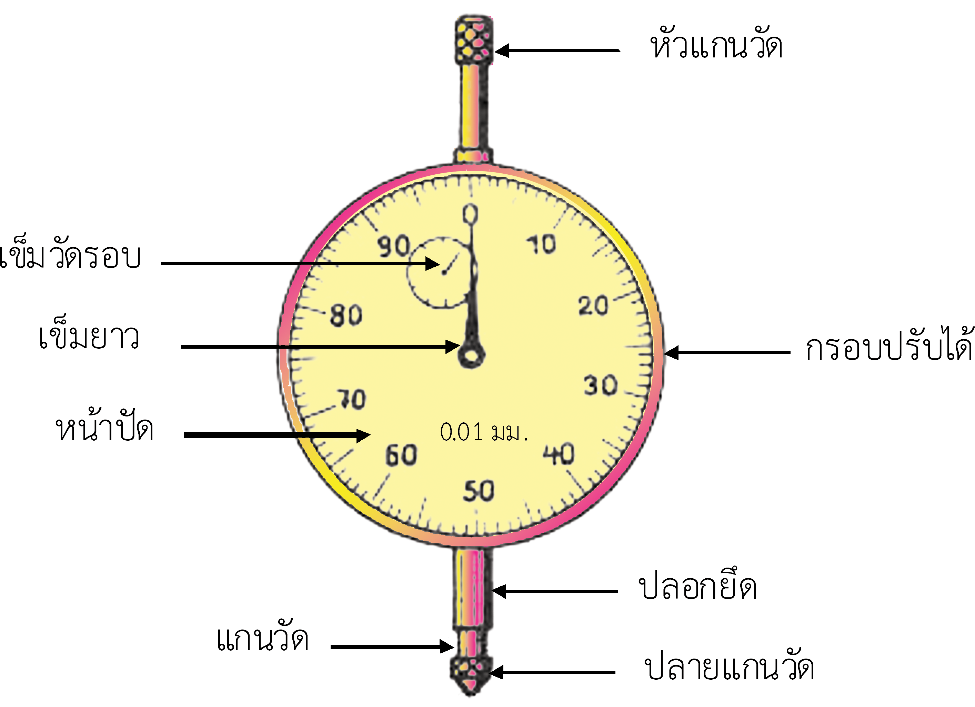 หัวแกนวัด
0
90
10
เข็มวัดรอบ
80
20
เข็มยาว
กรอบปรับได้
70
30
หน้าปัด
0.01 มม.
60
40
50
ปลอกยึด
แกนวัด
ปลายแกนวัด